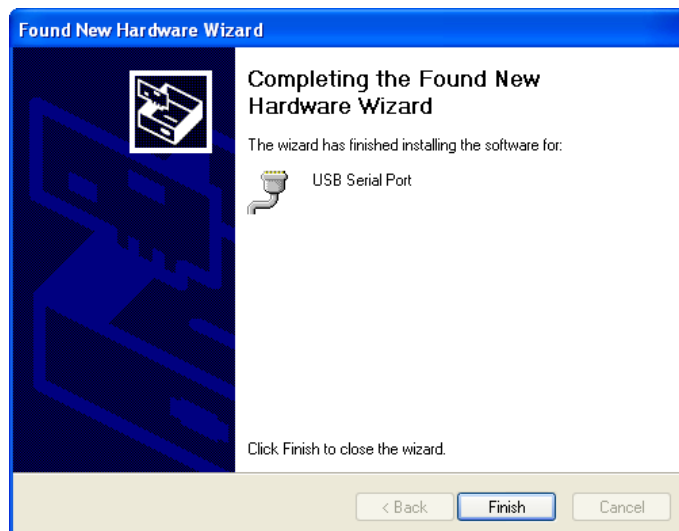 Found New Hardware Wizard
Completing the Found New
Hardware Wizard
The wizard has finished installing the software for:
USB Serial Port
Click Finish to close the wizard.
< Back
Finish
Cancel